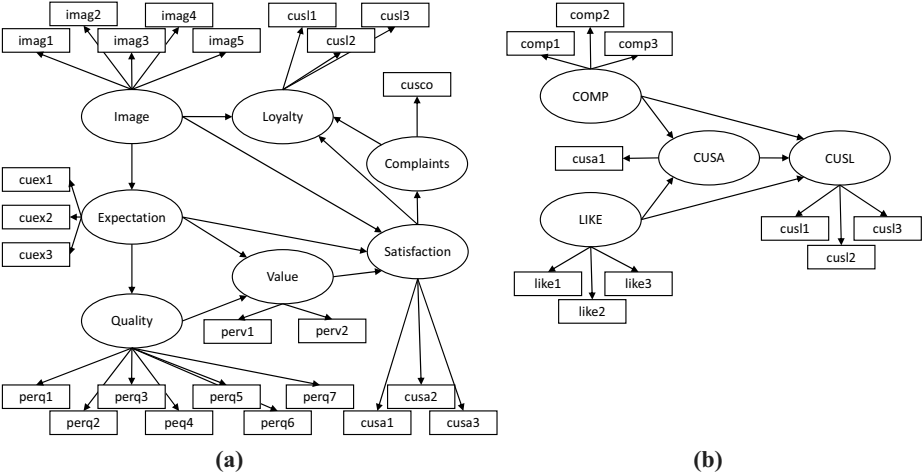 imag2
imag4
imag1
imag3
imag5
cusl1
cusl3
cusl2
cusco
Image
Loyalty
Complaints
cuex1
cuex2
cuex3
Expectation
Satisfaction
Value
Quality
perv1
perv2
perq1
perq3
perq5
perq7
perq2
peq4
perq6
cusa2
cusa1
cusa3
(a)
comp2
comp1
comp3
COMP
cusa1
CUSA
CUSL
LIKE
cusl1
cusl3
cusl2
like1
like3
like2
(b)